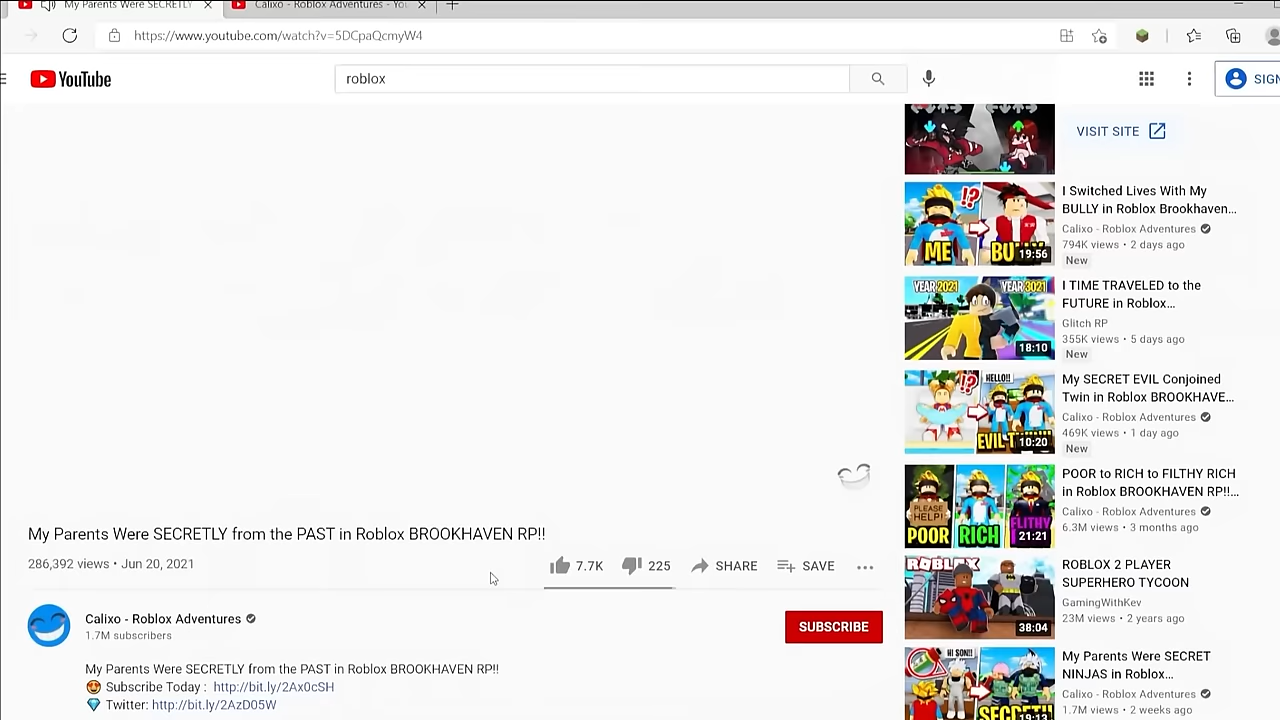 My Parents Were SECRETLY
Calixo - Roblox Adventures - You
https://www.youtube.com/watch?v=5DCpaQcmyW4
YouTube
roblox
SIGN
VISIT SITE
!?
ME
BULLY
19:56
I Switched Lives With My
BULLY in Roblox Brookhaven...
Calixo - Roblox Adventures
794K views • 2 days ago
New
YEAR 2021
YEAR 3021
18:10
I TIME TRAVELED to the
FUTURE in Roblox...
Glitch RP
355K views • 5 days ago
New
!?
HELLO!!
EVIL TWIN
10:20
My SECRET EVIL Conjoined
Twin in Roblox BROOKHAVE...
Calixo - Roblox Adventures
469K views • 1 day ago
New
PLEASE
HELP!
POOR
RICH
FILTHY
21:21
POOR to RICH to FILTHY RICH
in Roblox BROOKHAVEN RP!!...
Calixo - Roblox Adventures
6.3M views • 3 months ago
ROBLOX
38:04
ROBLOX 2 PLAYER
SUPERHERO TYCOON
GamingWithKev
23M views • 2 years ago
HI SON!!
SECRET!!
19:13
My Parents Were SECRET
NINJAS in Roblox...
Calixo - Roblox Adventures
1.7M views • 2 weeks ago
My Parents Were SECRETLY from the PAST in Roblox BROOKHAVEN RP!!
286,392 views • Jun 20, 2021
7.7K
225
SHARE
SAVE
Calixo - Roblox Adventures
1.7M subscribers
SUBSCRIBE
My Parents Were SECRETLY from the PAST in Roblox BROOKHAVEN RP!!
Subscribe Today : http://bit.ly/2Ax0cSH
Twitter: http://bit.ly/2AzD05W